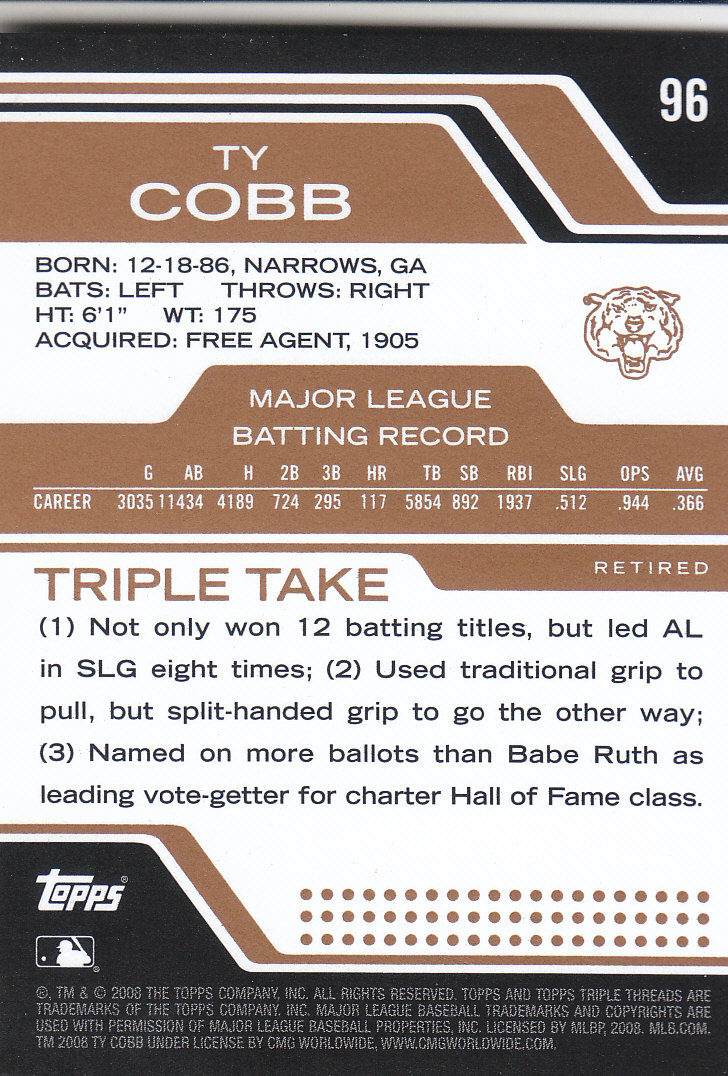 96
TY
COBB
BORN: 12-18-86, NARROWS, GA
BATS: LEFT THROWS: RIGHT
HT: 6'1" WT: 175
ACQUIRED: FREE AGENT, 1905
MAJOR LEAGUE
BATTING RECORD
G AB H 2B 3B HR TB SB RBI SLG OPS AVG
CAREER 3035 11434 4189 724 295 117 5854 892 1937 .512 .944 .366
RETIRED
TRIPLE TAKE
(1) Not only won 12 batting titles, but led AL
in SLG eight times; (2) Used traditional grip to
pull, but split-handed grip to go the other way;
(3) Named on more ballots than Babe Ruth as
leading vote-getter for charter Hall of Fame class.
Topps®
®
®, TM & © 2008 THE TOPPS COMPANY, INC. ALL RIGHTS RESERVED. TOPPS AND TOPPS TRIPLE THREADS ARE
TRADEMARKS OF THE TOPPS COMPANY, INC. MAJOR LEAGUE BASEBALL TRADEMARKS AND COPYRIGHTS ARE
USED WITH PERMISSION OF MAJOR LEAGUE BASEBALL PROPERTIES, INC. LICENSED BY MLBP, 2008. MLB.COM.
TM 2008 TY COBB UNDER LICENSE BY CMG WORLDWIDE, WWW.CMGWORLDWIDE.COM.